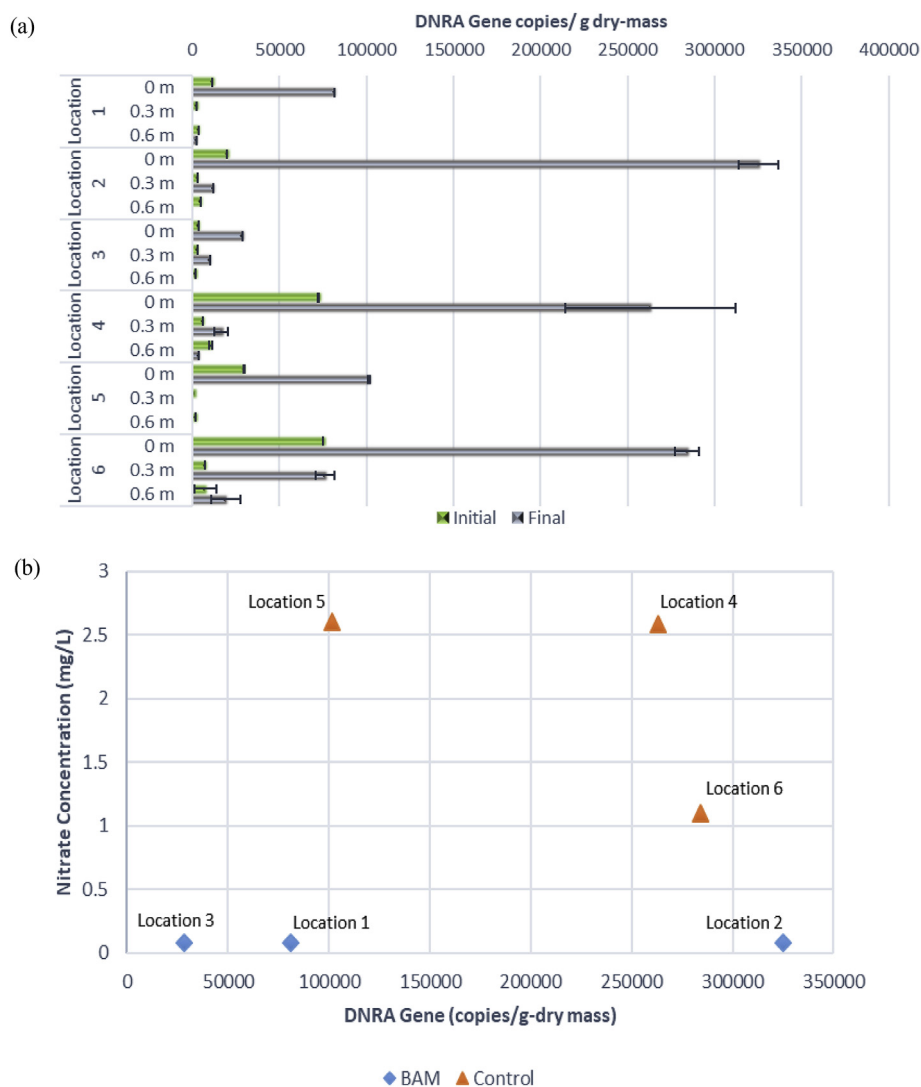 (a)
DNRA Gene copies/ g dry-mass
0 50000 100000 150000 200000 250000 300000 350000 400000
Location 1
0 m
0.3 m
0.6 m
Location 2
0 m
0.3 m
0.6 m
Location 3
0 m
0.3 m
0.6 m
Location 4
0 m
0.3 m
0.6 m
Location 5
0 m
0.3 m
0.6 m
Location 6
0 m
0.3 m
0.6 m
Initial Final
(b)
Nitrate Concentration (mg/L)
3
2.5
2
1.5
1
0.5
0
Location 5
Location 4
Location 6
Location 3
Location 1
Location 2
0 50000 100000 150000 200000 250000 300000 350000
DNRA Gene (copies/g-dry mass)
BAM Control